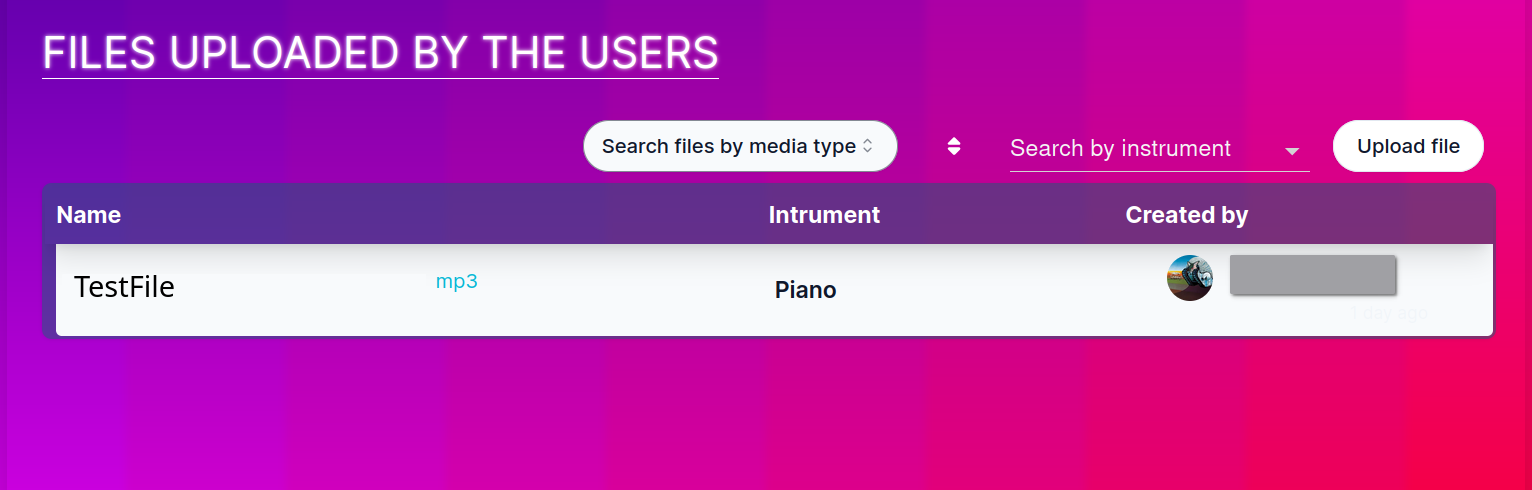 FILES UPLOADED BY THE USERS
Search files by media type Search by instrument Upload file
Name Intrument Created by
TestFile mp3 Piano
1 day ago